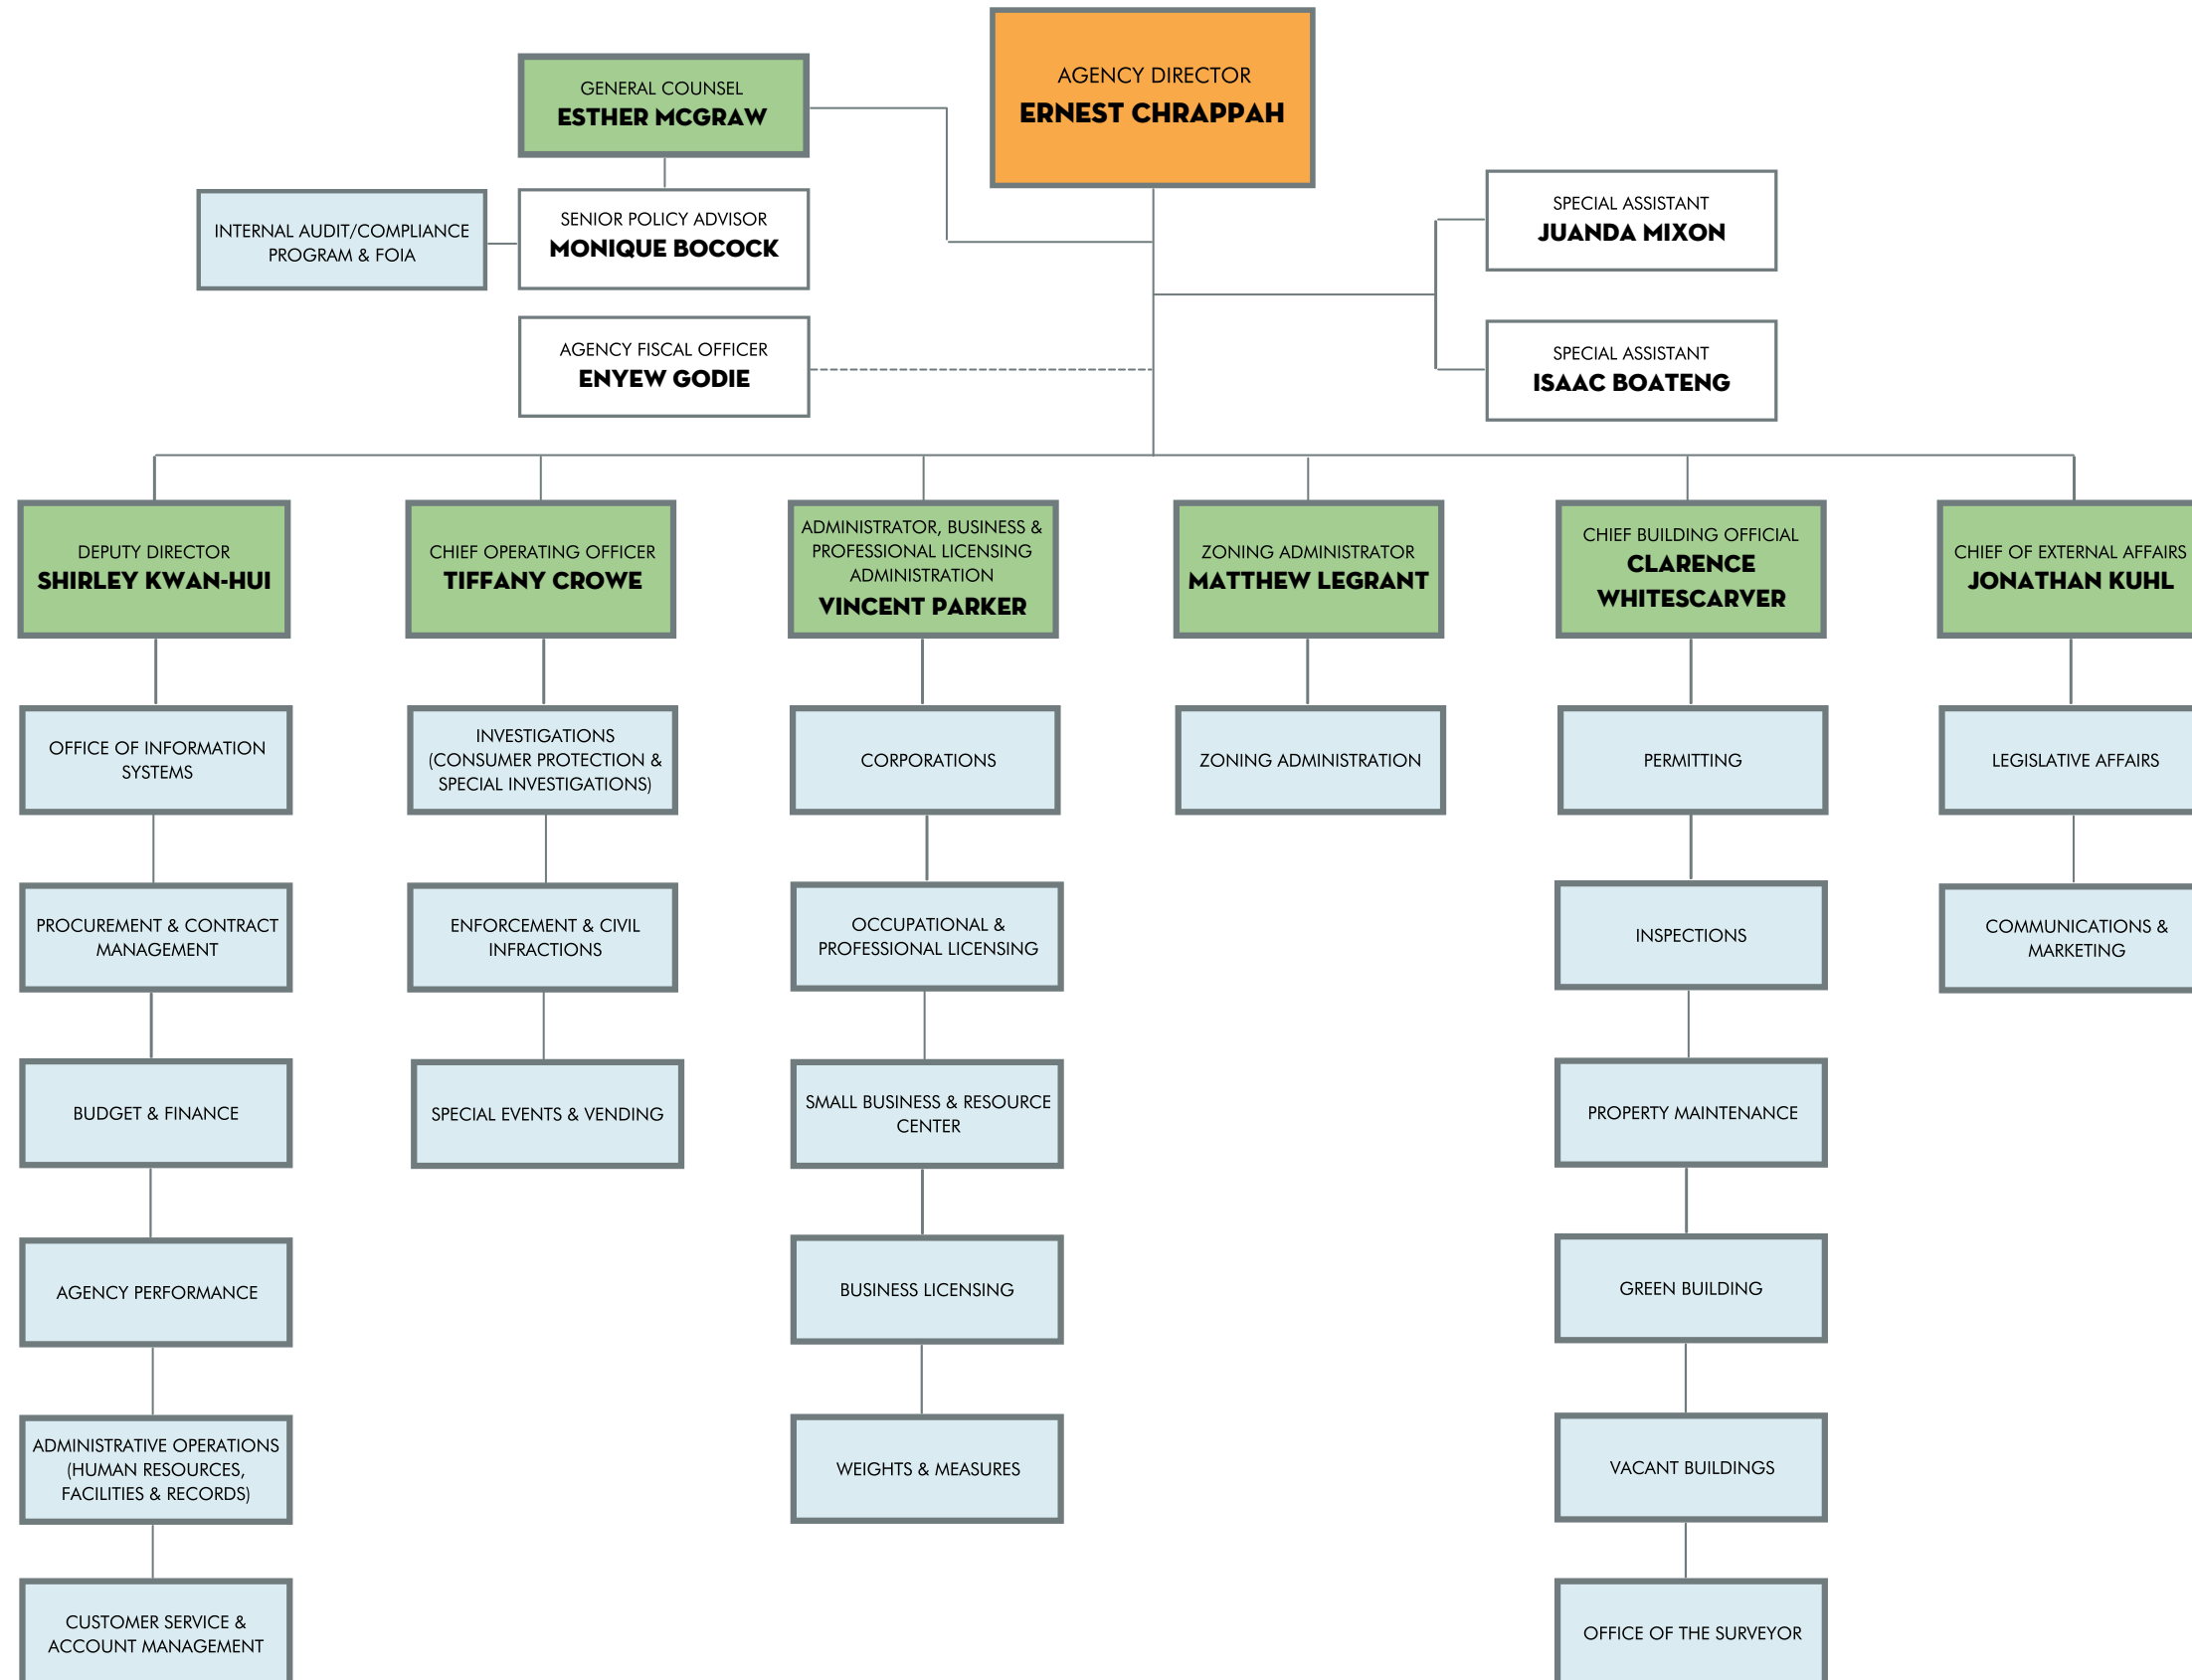 AGENCY DIRECTOR
ERNEST CHRAPPAH
GENERAL COUNSEL
ESTHER MCGRAW
INTERNAL AUDIT/COMPLIANCE
PROGRAM & FOIA
SENIOR POLICY ADVISOR
MONIQUE BOCOCK
SPECIAL ASSISTANT
JUANDA MIXON
AGENCY FISCAL OFFICER
ENYEW GODIE
SPECIAL ASSISTANT
ISAAC BOATENG
DEPUTY DIRECTOR
SHIRLEY KWAN-HUI
CHIEF OPERATING OFFICER
TIFFANY CROWE
ADMINISTRATOR, BUSINESS &
PROFESSIONAL LICENSING
ADMINISTRATION
VINCENT PARKER
ZONING ADMINISTRATOR
MATTHEW LEGRANT
CHIEF BUILDING OFFICIAL
CLARENCE
WHITESCARVER
CHIEF OF EXTERNAL AFFAIRS
JONATHAN KUHL
OFFICE OF INFORMATION
SYSTEMS
INVESTIGATIONS
(CONSUMER PROTECTION &
SPECIAL INVESTIGATIONS)
CORPORATIONS
ZONING ADMINISTRATION
PERMITTING
LEGISLATIVE AFFAIRS
PROCUREMENT & CONTRACT
MANAGEMENT
ENFORCEMENT & CIVIL
INFRACTIONS
OCCUPATIONAL &
PROFESSIONAL LICENSING
INSPECTIONS
COMMUNICATIONS &
MARKETING
BUDGET & FINANCE
SPECIAL EVENTS & VENDING
SMALL BUSINESS & RESOURCE
CENTER
PROPERTY MAINTENANCE
AGENCY PERFORMANCE
BUSINESS LICENSING
GREEN BUILDING
ADMINISTRATIVE OPERATIONS
(HUMAN RESOURCES,
FACILITIES & RECORDS)
WEIGHTS & MEASURES
VACANT BUILDINGS
CUSTOMER SERVICE &
ACCOUNT MANAGEMENT
OFFICE OF THE SURVEYOR